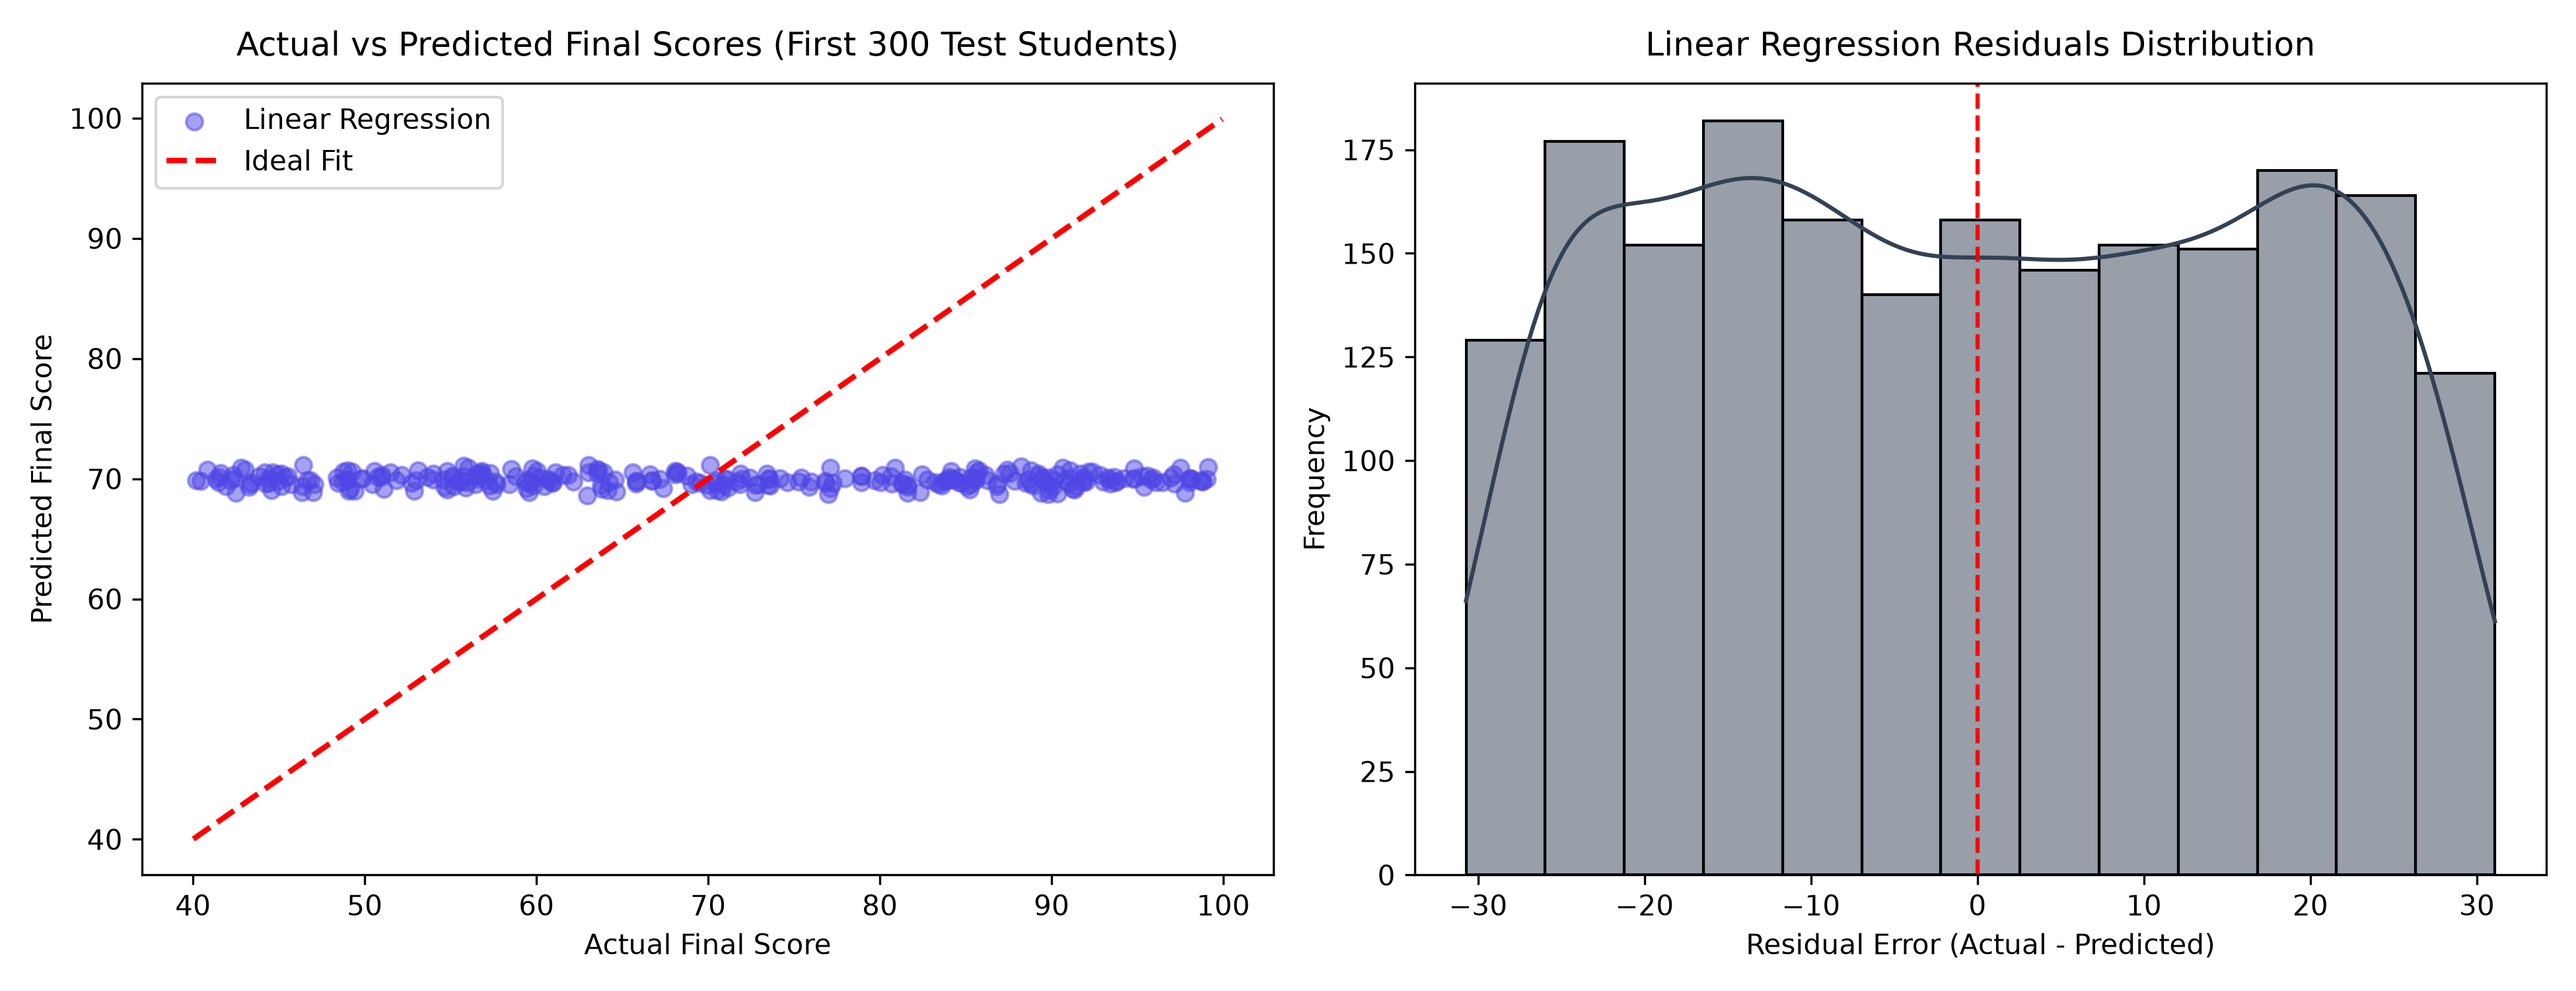 Actual vs Predicted Final Scores (First 300 Test Students)
Linear Regression
Ideal Fit
Predicted Final Score
100
90
80
70
60
50
40
40 50 60 70 80 90 100
Actual Final Score
Linear Regression Residuals Distribution
Frequency
175
150
125
100
75
50
25
0
−30 −20 −10 0 10 20 30
Residual Error (Actual - Predicted)